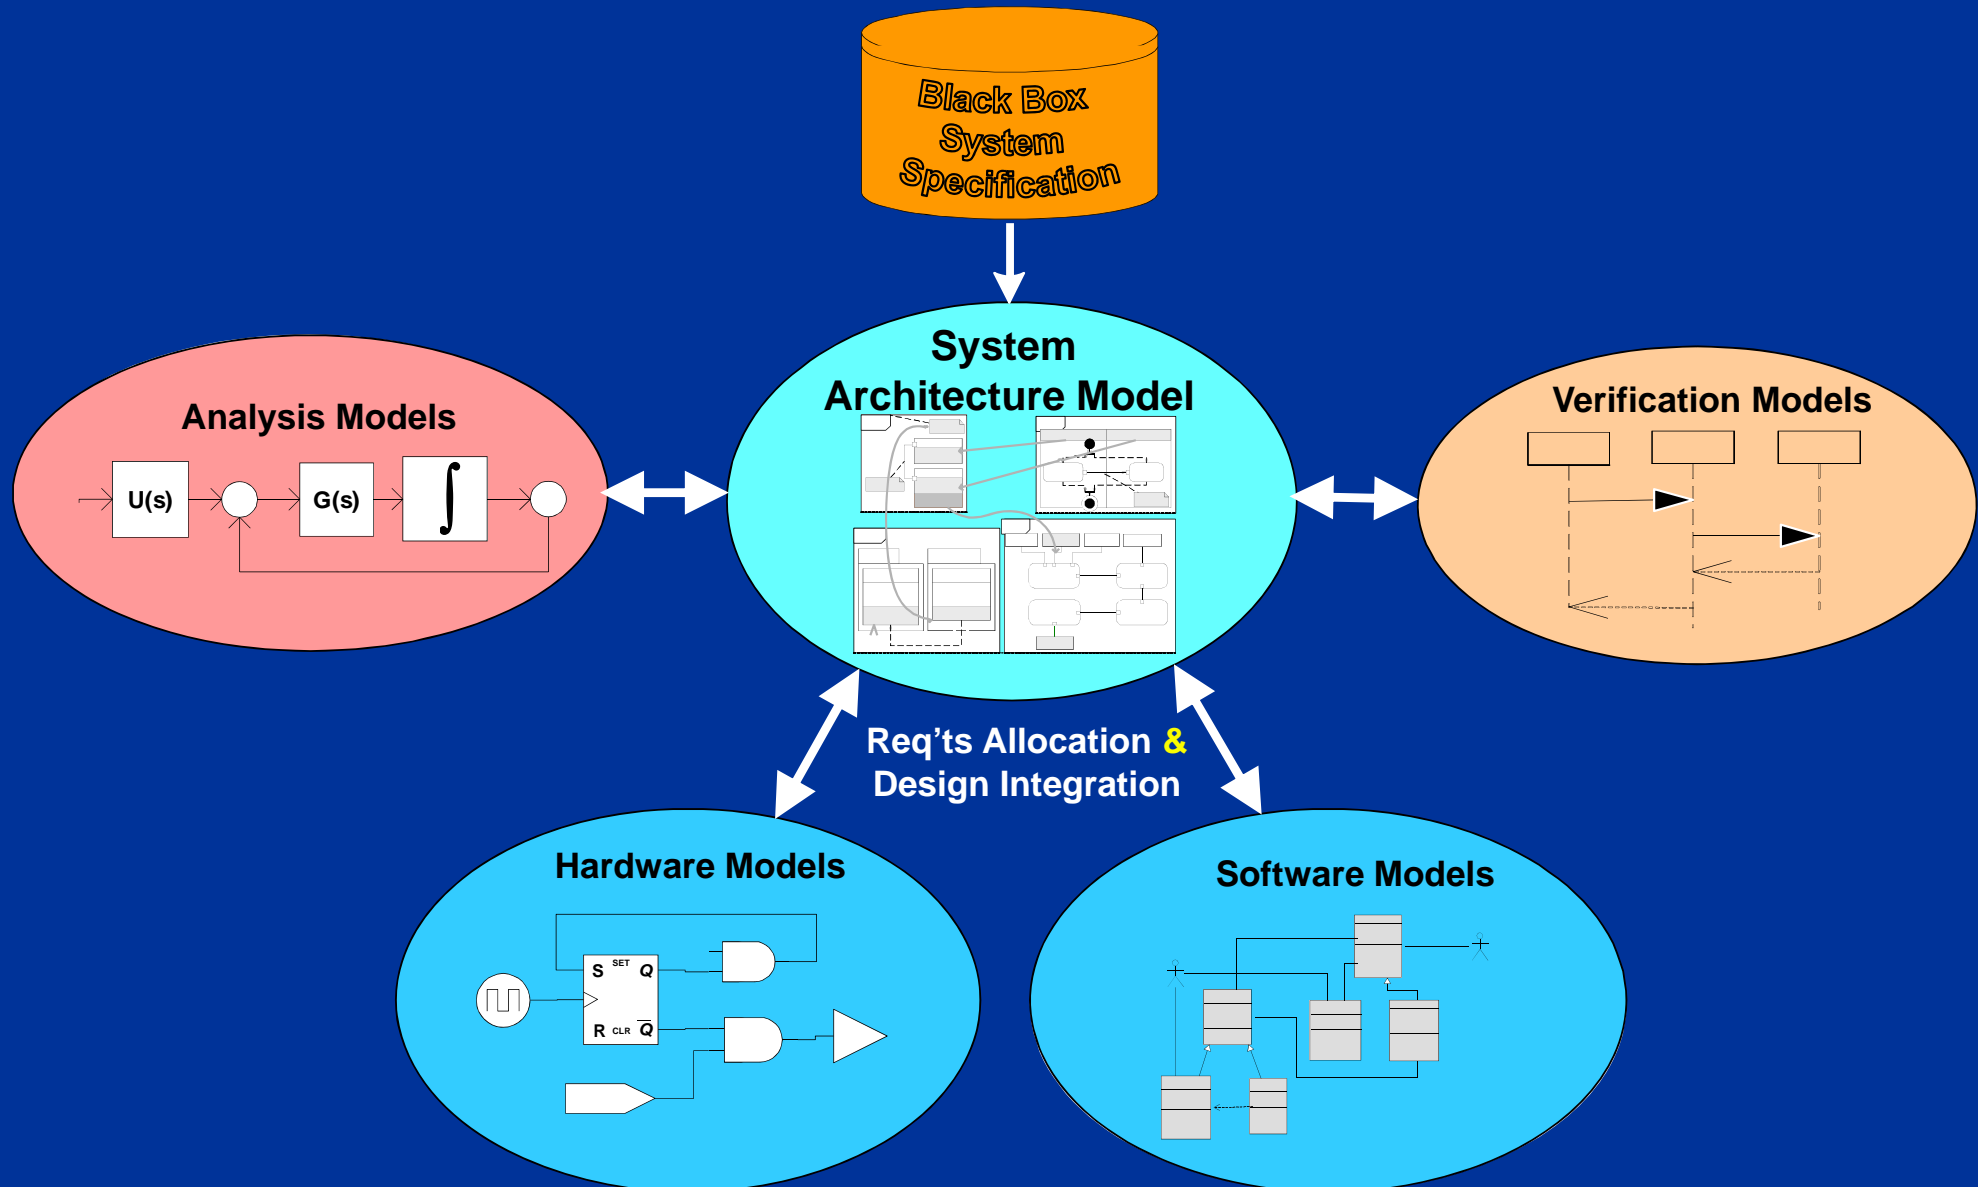 Black Box
System
Specification
System
Architecture Model
Analysis Models
U(s)
G(s)
∫
Verification Models
Req'ts Allocation &
Design Integration
Hardware Models
S SET Q
R CLR Q̅
Software Models